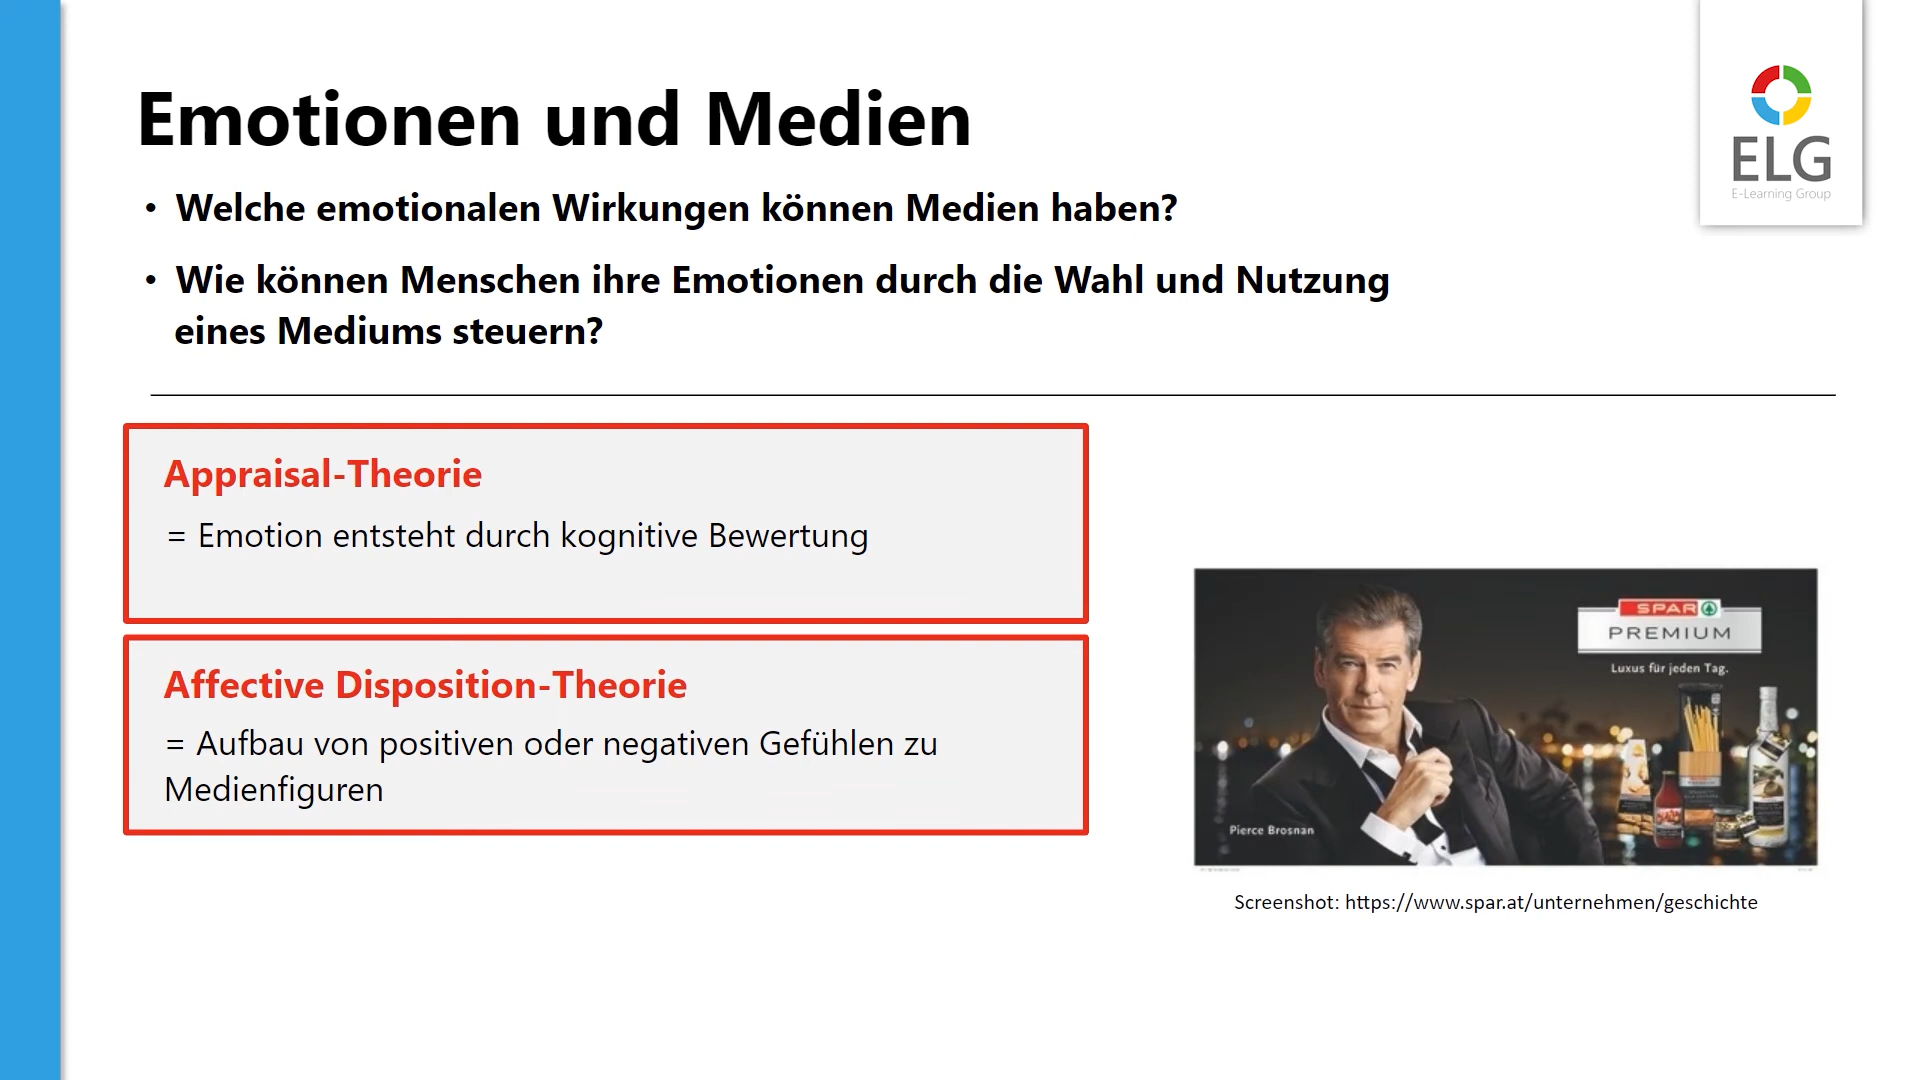 Emotionen und Medien
• Welche emotionalen Wirkungen können Medien haben?
• Wie können Menschen ihre Emotionen durch die Wahl und Nutzung
eines Mediums steuern?
ELG
E-Learning Group
Appraisal-Theorie
= Emotion entsteht durch kognitive Bewertung
Affective Disposition-Theorie
= Aufbau von positiven oder negativen Gefühlen zu
Medienfiguren
SPAR
PREMIUM
Luxus für jeden Tag.
Pierce Brosnan
Screenshot: https://www.spar.at/unternehmen/geschichte